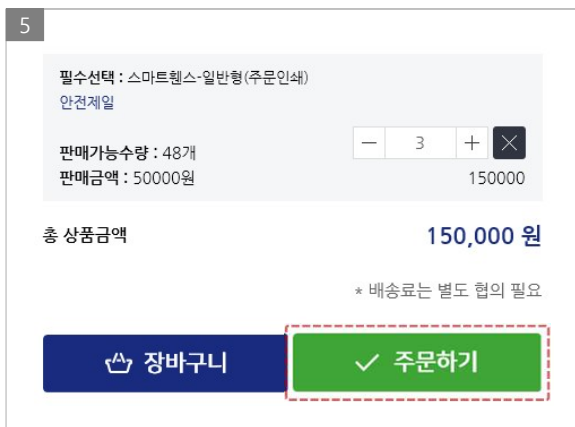 5
필수선택 : 스마트휀스-일반형(주문인쇄)
안전제일
판매가능수량 : 48개
3
판매금액 : 50000원
150000
총 상품금액
150,000 원
* 배송료는 별도 협의 필요
장바구니
주문하기